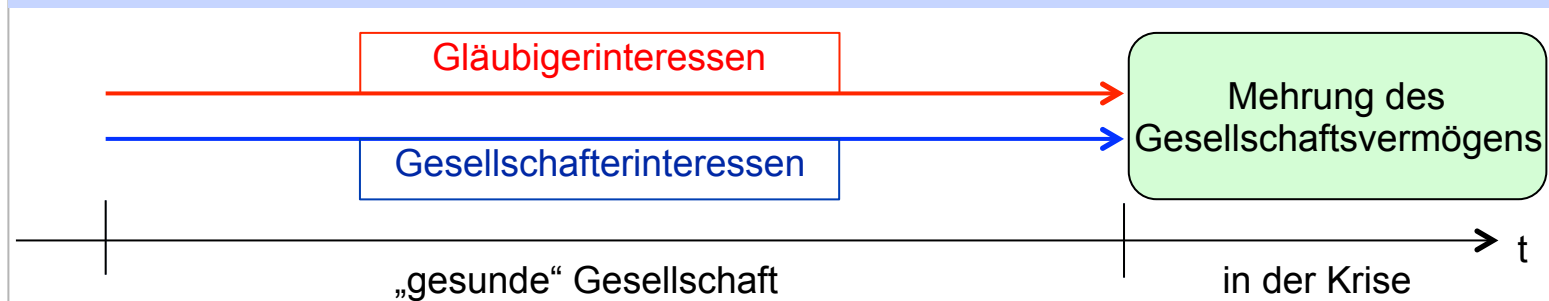 Gläubigerinteressen
Gesellschafterinteressen
Mehrung des
Gesellschaftsvermögens
t
„gesunde“ Gesellschaft
in der Krise